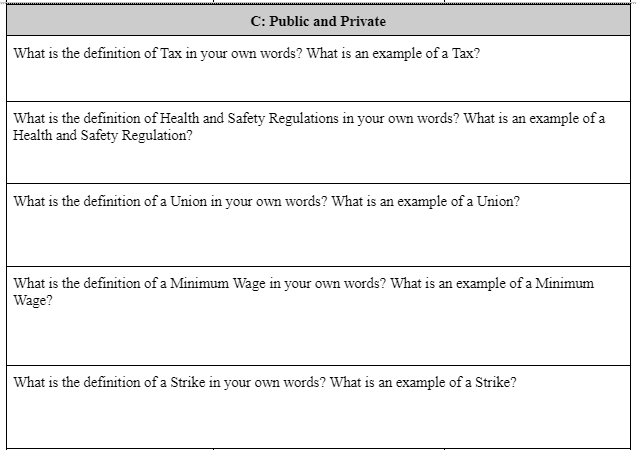 C: Public and Private
What is the definition of Tax in your own words? What is an example of a Tax?
What is the definition of Health and Safety Regulations in your own words? What is an example of a
Health and Safety Regulation?
What is the definition of a Union in your own words? What is an example of a Union?
What is the definition of a Minimum Wage in your own words? What is an example of a Minimum
Wage?
What is the definition of a Strike in your own words? What is an example of a Strike?